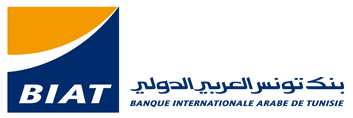 BIAT
بنك تونس العربي الدولي
BANQUE INTERNATIONALE ARABE DE TUNISIE